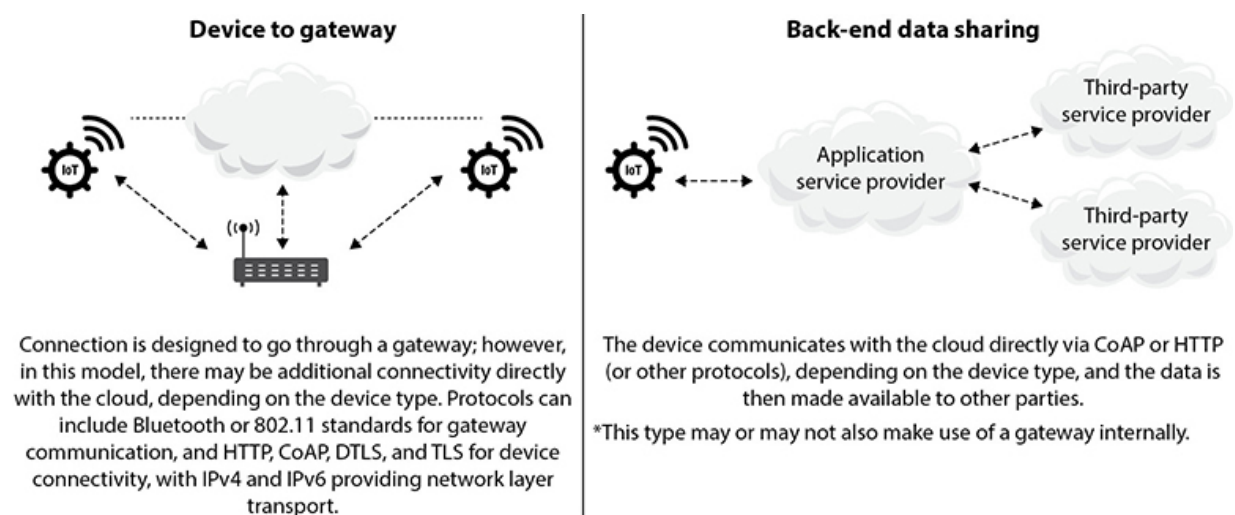 Device to gateway
IoT
IoT
Connection is designed to go through a gateway; however,
in this model, there may be additional connectivity directly
with the cloud, depending on the device type. Protocols can
include Bluetooth or 802.11 standards for gateway
communication, and HTTP, CoAP, DTLS, and TLS for device
connectivity, with IPv4 and IPv6 providing network layer
transport.
Back-end data sharing
IoT
Application
service provider
Third-party
service provider
Third-party
service provider
The device communicates with the cloud directly via CoAP or HTTP
(or other protocols), depending on the device type, and the data is
then made available to other parties.
*This type may or may not also make use of a gateway internally.